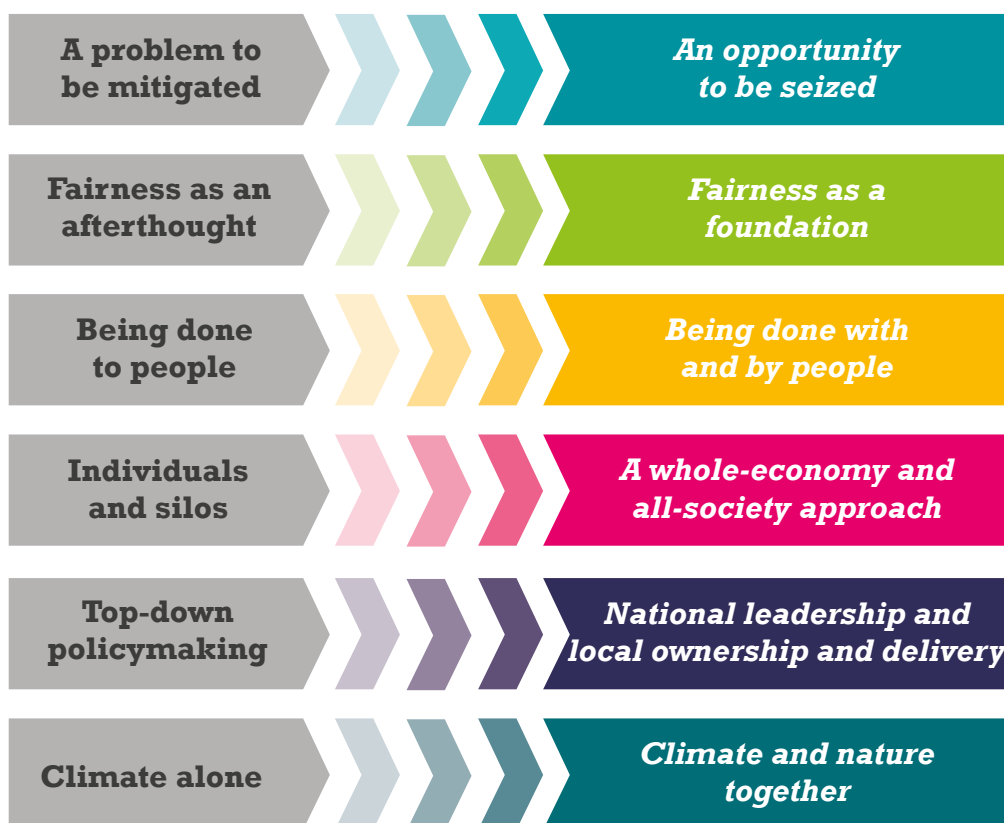 A problem to
be mitigated
An opportunity
to be seized
Fairness as an
afterthought
Fairness as a
foundation
Being done
to people
Being done with
and by people
Individuals
and silos
A whole-economy and
all-society approach
Top-down
policymaking
National leadership and
local ownership and delivery
Climate alone
Climate and nature
together